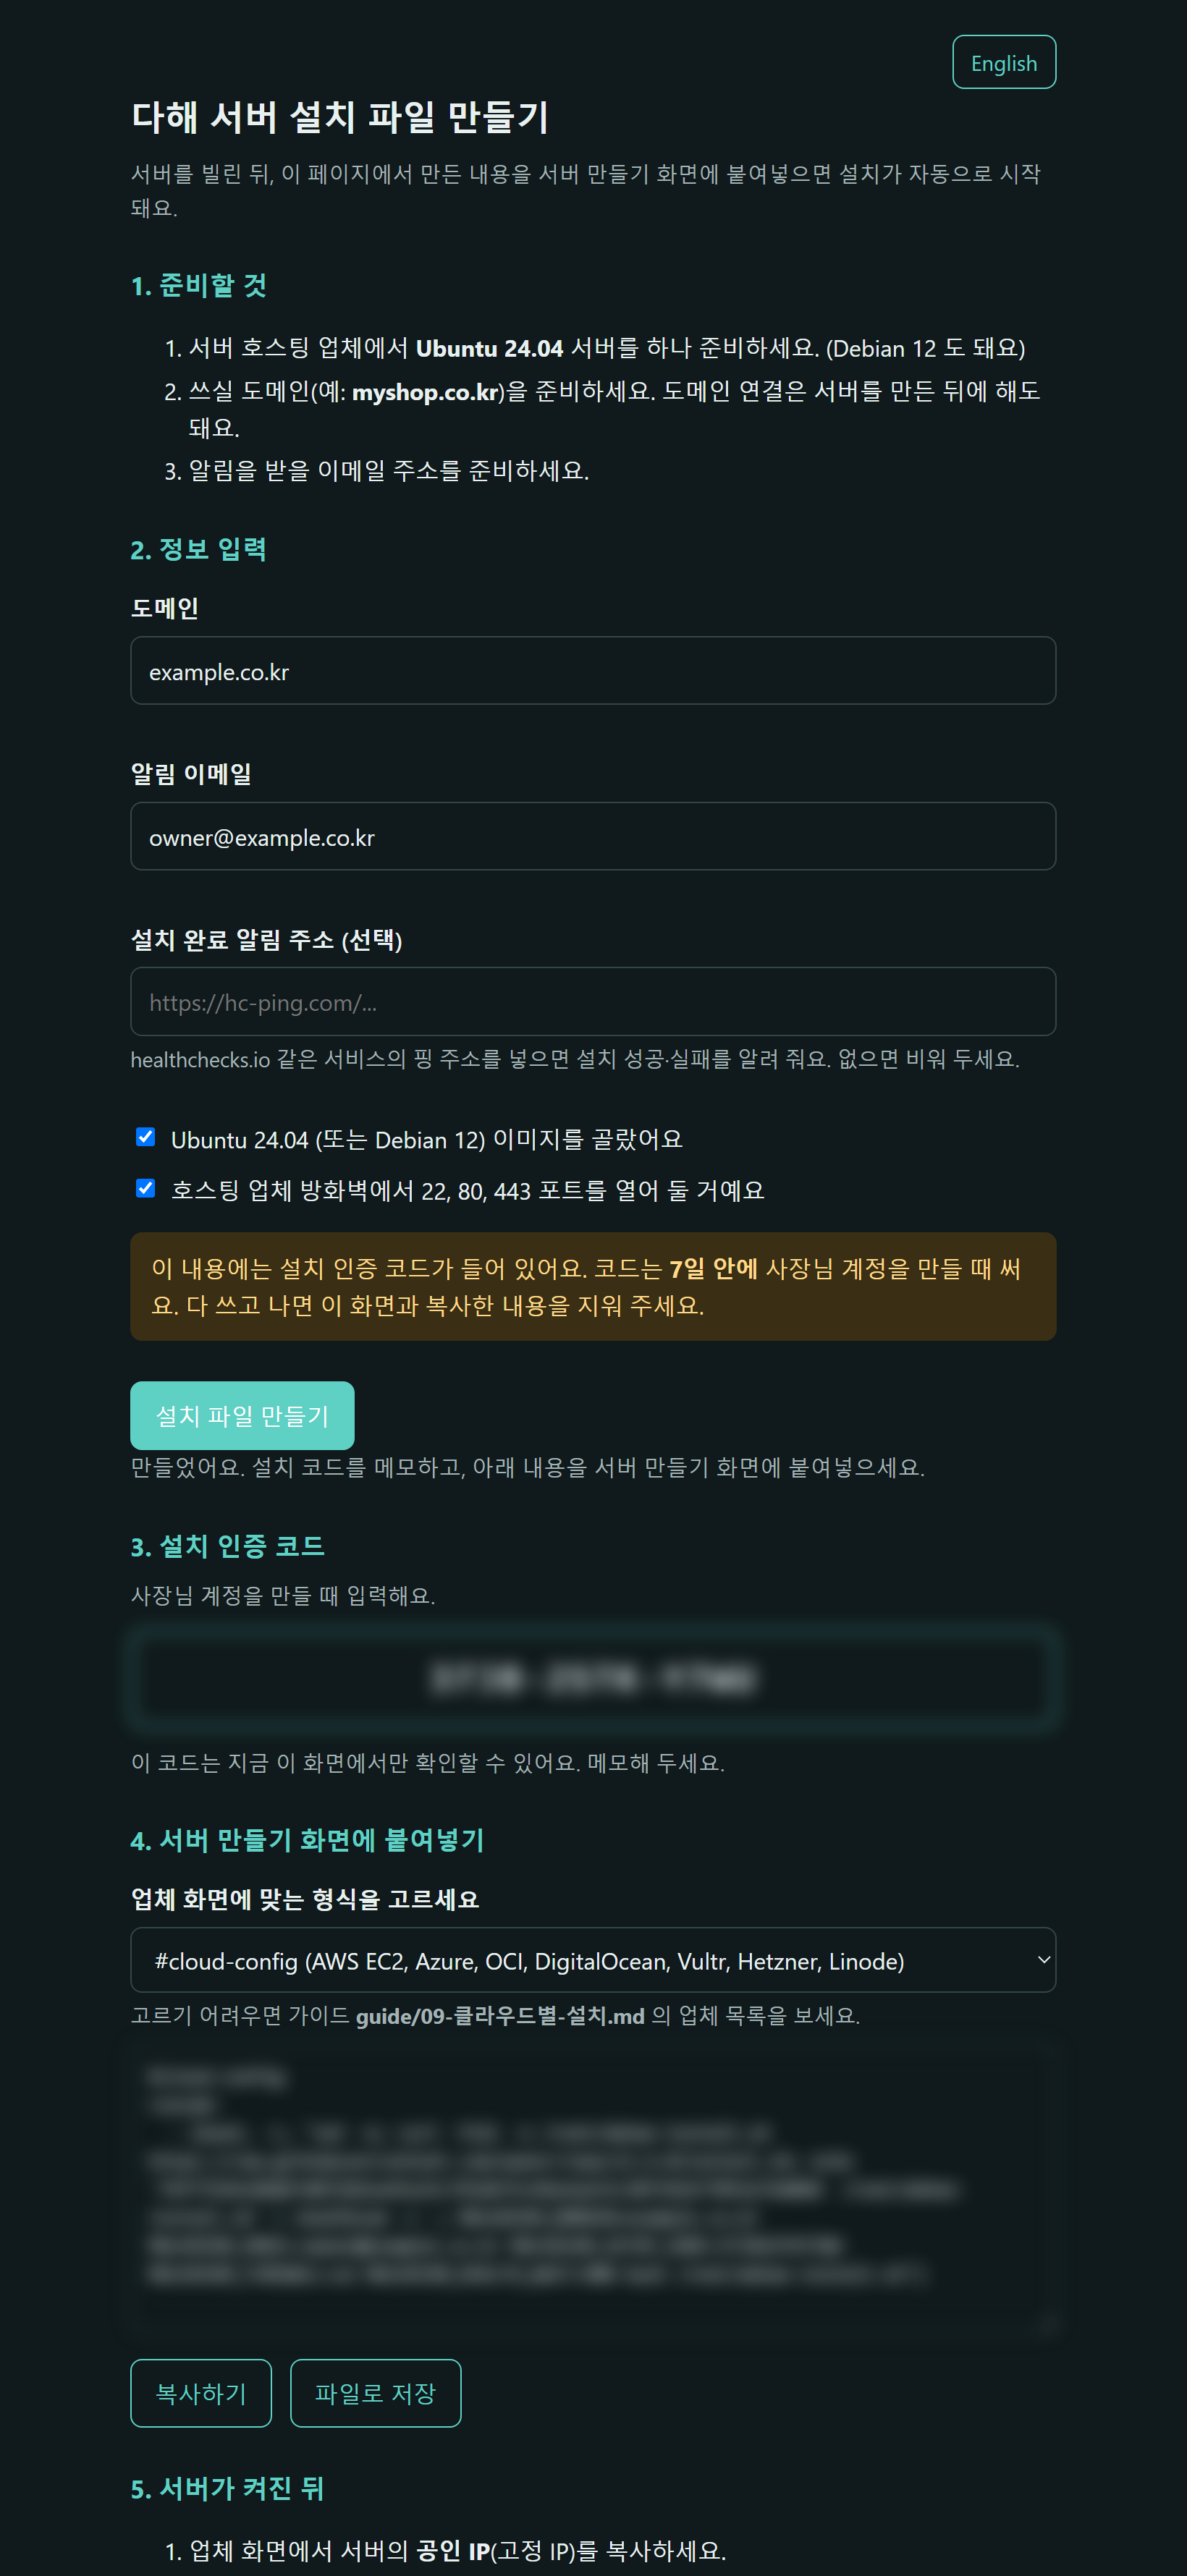 English
다해 서버 설치 파일 만들기
서버를 빌린 뒤, 이 페이지에서 만든 내용을 서버 만들기 화면에 붙여넣으면 설치가 자동으로 시작
돼요.
1. 준비할 것
1. 서버 호스팅 업체에서 Ubuntu 24.04 서버를 하나 준비하세요. (Debian 12 도 돼요)
2. 쓰실 도메인(예: myshop.co.kr)을 준비하세요. 도메인 연결은 서버를 만든 뒤에 해도
돼요.
3. 알림을 받을 이메일 주소를 준비하세요.
2. 정보 입력
도메인
example.co.kr
알림 이메일
owner@example.co.kr
설치 완료 알림 주소 (선택)
https://hc-ping.com/...
healthchecks.io 같은 서비스의 핑 주소를 넣으면 설치 성공·실패를 알려 줘요. 없으면 비워 두세요.
Ubuntu 24.04 (또는 Debian 12) 이미지를 골랐어요
호스팅 업체 방화벽에서 22, 80, 443 포트를 열어 둘 거예요
이 내용에는 설치 인증 코드가 들어 있어요. 코드는 7일 안에 사장님 계정을 만들 때 써
요. 다 쓰고 나면 이 화면과 복사한 내용을 지워 주세요.
설치 파일 만들기
만들었어요. 설치 코드를 메모하고, 아래 내용을 서버 만들기 화면에 붙여넣으세요.
3. 설치 인증 코드
사장님 계정을 만들 때 입력해요.
이 코드는 지금 이 화면에서만 확인할 수 있어요. 메모해 두세요.
4. 서버 만들기 화면에 붙여넣기
업체 화면에 맞는 형식을 고르세요
#cloud-config (AWS EC2, Azure, OCI, DigitalOcean, Vultr, Hetzner, Linode)
고르기 어려우면 가이드 guide/09-클라우드별-설치.md 의 업체 목록을 보세요.
복사하기
파일로 저장
5. 서버가 켜진 뒤
1. 업체 화면에서 서버의 공인 IP(고정 IP)를 복사하세요.